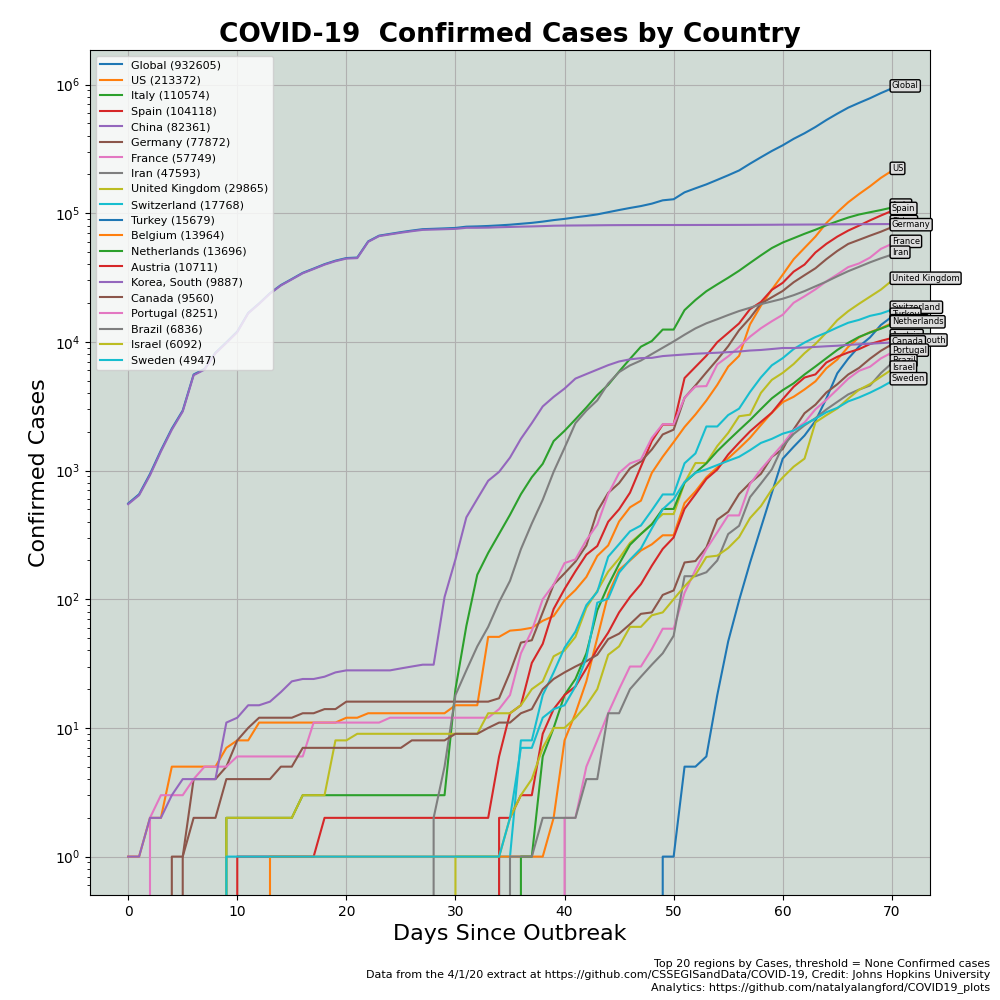 COVID-19  Confirmed Cases by Country
Global (932605)
US (213372)
Italy (110574)
Spain (104118)
China (82361)
Germany (77872)
France (57749)
Iran (47593)
United Kingdom (29865)
Switzerland (17768)
Turkey (15679)
Belgium (13964)
Netherlands (13696)
Austria (10711)
Korea, South (9887)
Canada (9560)
Portugal (8251)
Brazil (6836)
Israel (6092)
Sweden (4947)
10^6
10^5
10^4
10^3
10^2
10^1
10^0
Confirmed Cases
Global
US
Spain
Germany
France
Iran
United Kingdom
Switzerland
Turkey
Netherlands
Canada
Portugal
Brazil
Israel
Sweden
0 10 20 30 40 50 60 70
Days Since Outbreak
Top 20 regions by Cases, threshold = None Confirmed cases
Data from the 4/1/20 extract at https://github.com/CSSEGISandData/COVID-19, Credit: Johns Hopkins University
Analytics: https://github.com/natalyalangford/COVID19_plots